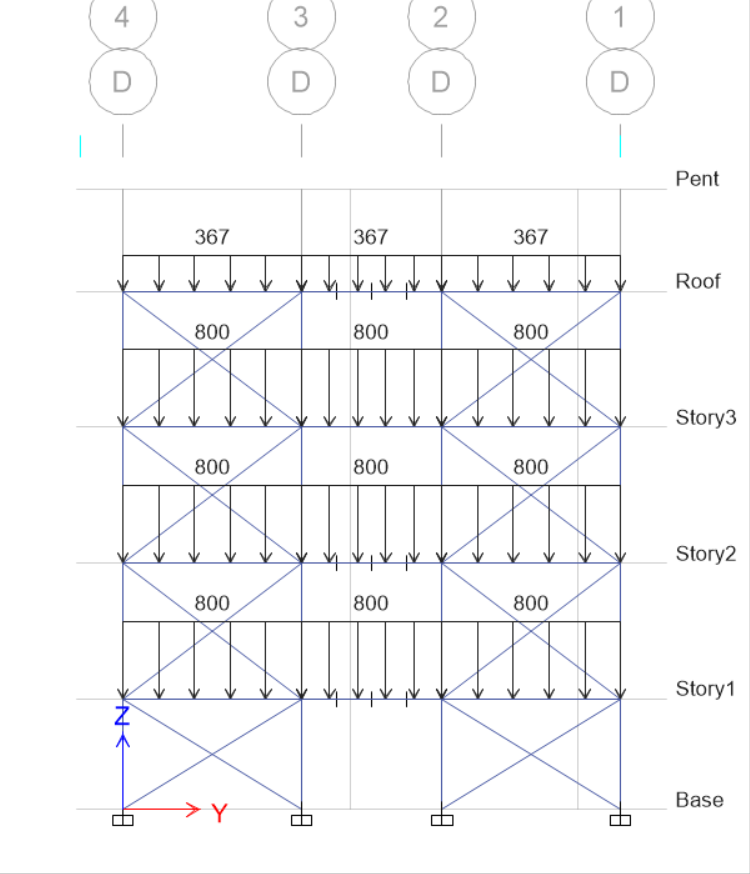 4 3 2 1
D D D D
Pent
367 367 367
Roof
800 800 800
Story3
800 800 800
Story2
800 800 800
Story1
Z
Base
Y